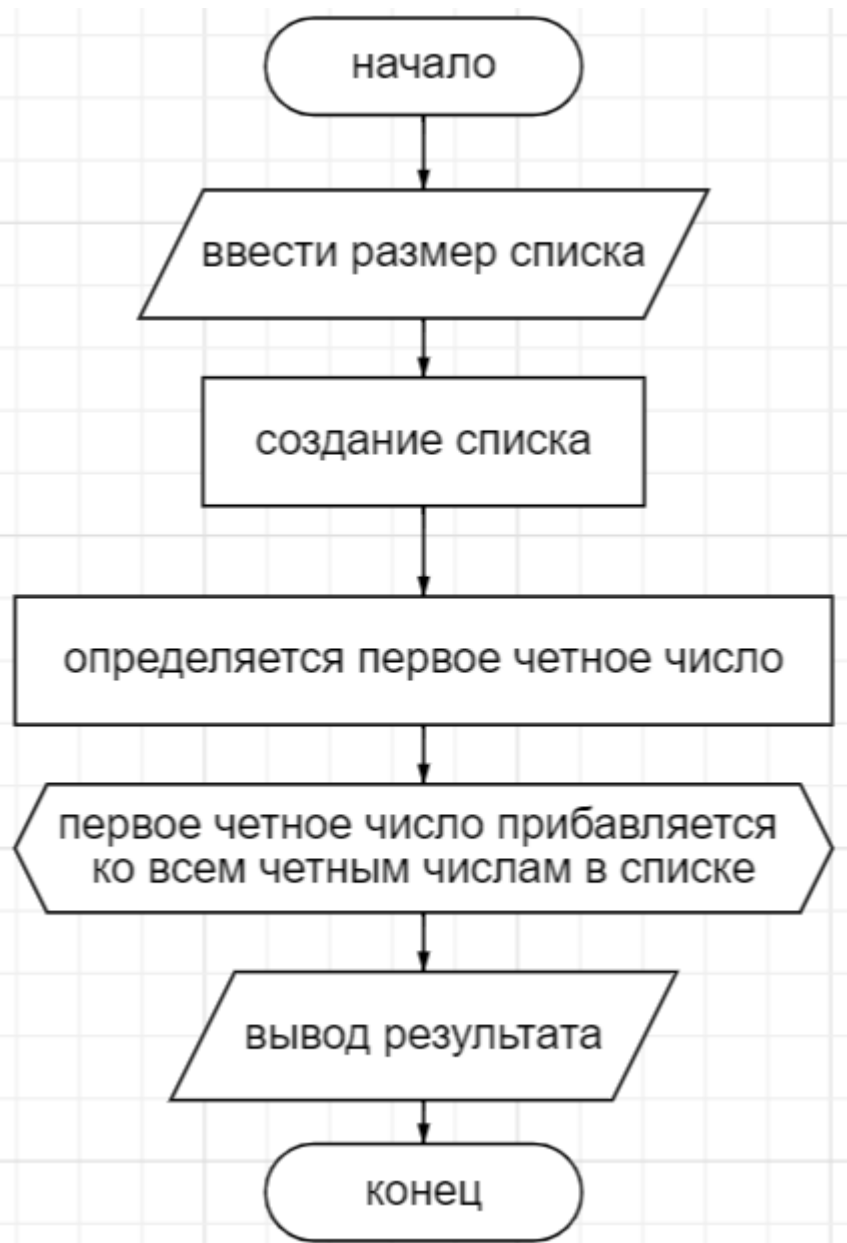 начало
ввести размер списка
создание списка
определяется первое четное число
первое четное число прибавляется
ко всем четным числам в списке
вывод результата
конец